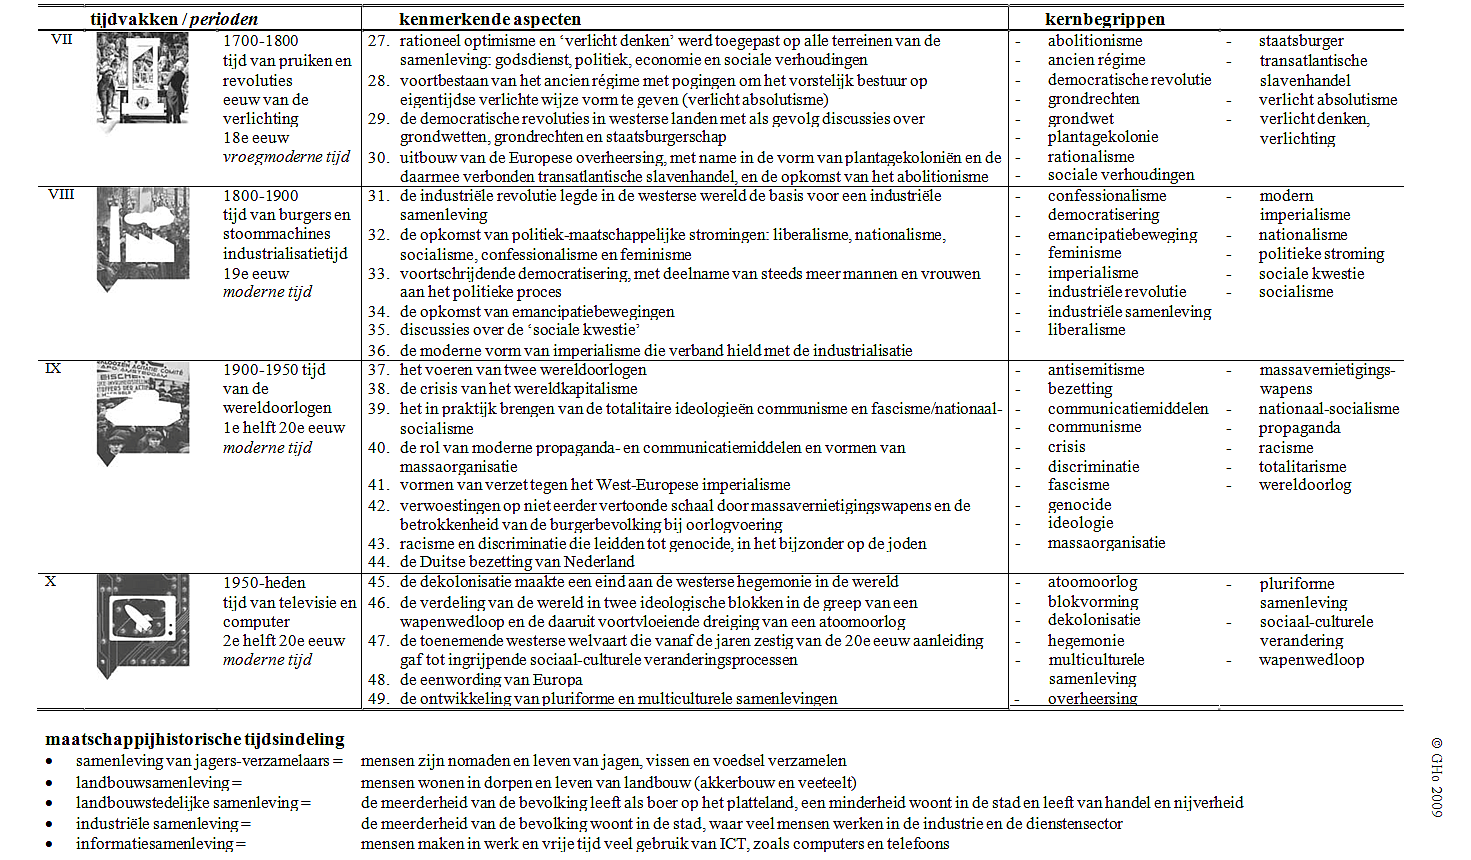 tijdvakken / perioden
kenmerkende aspecten
kernbegrippen
VII
1700-1800
tijd van pruiken en
revoluties
eeuw van de
verlichting
18e eeuw
vroegmoderne tijd
27. rationeel optimisme en ‘verlicht denken’ werd toegepast op alle terreinen van de
samenleving: godsdienst, politiek, economie en sociale verhoudingen
28. voortbestaan van het ancien régime met pogingen om het vorstelijk bestuur op
eigentijdse verlichte wijze vorm te geven (verlicht absolutisme)
29. de democratische revoluties in westerse landen met als gevolg discussies over
grondwetten, grondrechten en staatsburgerschap
30. uitbouw van de Europese overheersing, met name in de vorm van plantagekoloniën en de
daarmee verbonden transatlantische slavenhandel, en de opkomst van het abolitionisme
- abolitionisme
- ancien régime
- democratische revolutie
- grondrechten
- grondwet
- plantagekolonie
- rationalisme
- sociale verhoudingen
- staatsburger
- transatlantische
slavenhandel
- verlicht absolutisme
- verlicht denken,
verlichting
VIII
1800-1900
tijd van burgers en
stoommachines
industrialisatietijd
19e eeuw
moderne tijd
31. de industriële revolutie legde in de westerse wereld de basis voor een industriële
samenleving
32. de opkomst van politiek-maatschappelijke stromingen: liberalisme, nationalisme,
socialisme, confessionalisme en feminisme
33. voortschrijdende democratisering, met deelname van steeds meer mannen en vrouwen
aan het politieke proces
34. de opkomst van emancipatiebewegingen
35. discussies over de ‘sociale kwestie’
36. de moderne vorm van imperialisme die verband hield met de industrialisatie
- confessionalisme
- democratisering
- emancipatiebeweging
- feminisme
- imperialisme
- industriële revolutie
- industriële samenleving
- liberalisme
- modern
imperialisme
- nationalisme
- politieke stroming
- sociale kwestie
- socialisme
IX
AGITATIE COMITÉ
AMSTERDAM
EISCHEN
1900-1950 tijd
van de
wereldoorlogen
1e helft 20e eeuw
moderne tijd
37. het voeren van twee wereldoorlogen
38. de crisis van het wereldkapitalisme
39. het in praktijk brengen van de totalitaire ideologieën communisme en fascisme/nationaal-
socialisme
40. de rol van moderne propaganda- en communicatiemiddelen en vormen van
massaorganisatie
41. vormen van verzet tegen het West-Europese imperialisme
42. verwoestingen op niet eerder vertoonde schaal door massavernietigingswapens en de
betrokkenheid van de burgerbevolking bij oorlogvoering
43. racisme en discriminatie die leidden tot genocide, in het bijzonder op de joden
44. de Duitse bezetting van Nederland
- antisemitisme
- bezetting
- communicatiemiddelen
- communisme
- crisis
- discriminatie
- fascisme
- genocide
- ideologie
- massaorganisatie
- massavernietigings-
wapens
- nationaal-socialisme
- propaganda
- racisme
- totalitarisme
- wereldoorlog
X
1950-heden
tijd van televisie en
computer
2e helft 20e eeuw
moderne tijd
45. de dekolonisatie maakte een eind aan de westerse hegemonie in de wereld
46. de verdeling van de wereld in twee ideologische blokken in de greep van een
wapenwedloop en de daaruit voortvloeiende dreiging van een atoomoorlog
47. de toenemende westerse welvaart die vanaf de jaren zestig van de 20e eeuw aanleiding
gaf tot ingrijpende sociaal-culturele veranderingsprocessen
48. de eenwording van Europa
49. de ontwikkeling van pluriforme en multiculturele samenlevingen
- atoomoorlog
- blokvorming
- dekolonisatie
- hegemonie
- multiculturele
samenleving
- overheersing
- pluriforme
samenleving
- sociaal-culturele
verandering
- wapenwedloop
maatschappijhistorische tijdsindeling
• samenleving van jagers-verzamelaars = mensen zijn nomaden en leven van jagen, vissen en voedsel verzamelen
• landbouwsamenleving = mensen wonen in dorpen en leven van landbouw (akkerbouw en veeteelt)
• landbouwstedelijke samenleving = de meerderheid van de bevolking leeft als boer op het platteland, een minderheid woont in de stad en leeft van handel en nijverheid
• industriële samenleving = de meerderheid van de bevolking woont in de stad, waar veel mensen werken in de industrie en de dienstensector
• informatiesamenleving = mensen maken in werk en vrije tijd veel gebruik van ICT, zoals computers en telefoons
© GHo 2009